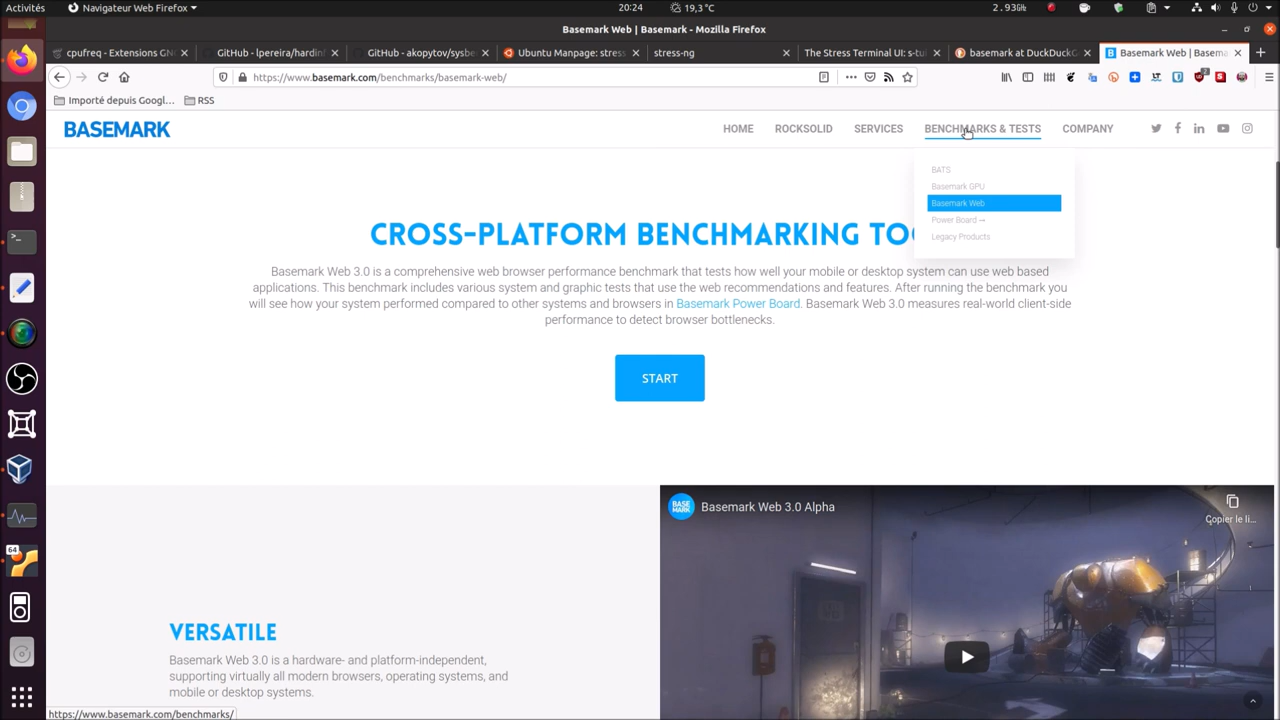 Activités
Navigateur Web Firefox
20:24
19,3 °C
2.93GHz
Basemark Web | Basemark - Mozilla Firefox
cpufreq - Extensions GN
GitHub - lpereira/hardin
GitHub - akopytov/sysbe
Ubuntu Manpage: stress
stress-ng
The Stress Terminal UI: s-tu
basemark at DuckDuckG
Basemark Web | Basema
https://www.basemark.com/benchmarks/basemark-web/
Importé depuis Googl...
RSS
BASEMARK
HOME
ROCKSOLID
SERVICES
BENCHMARKS & TESTS
COMPANY
BATS
Basemark GPU
Basemark Web
Power Board →
Legacy Products
CROSS-PLATFORM BENCHMARKING TO
Basemark Web 3.0 is a comprehensive web browser performance benchmark that tests how well your mobile or desktop system can use web based
applications. This benchmark includes various system and graphic tests that use the web recommendations and features. After running the benchmark you
will see how your system performed compared to other systems and browsers in Basemark Power Board. Basemark Web 3.0 measures real-world client-side
performance to detect browser bottlenecks.
START
BASE
MARK
Basemark Web 3.0 Alpha
Copier le li...
64
VERSATILE
Basemark Web 3.0 is a hardware- and platform-independent,
supporting virtually all modern browsers, operating systems, and
mobile or desktop systems.
https://www.basemark.com/benchmarks/